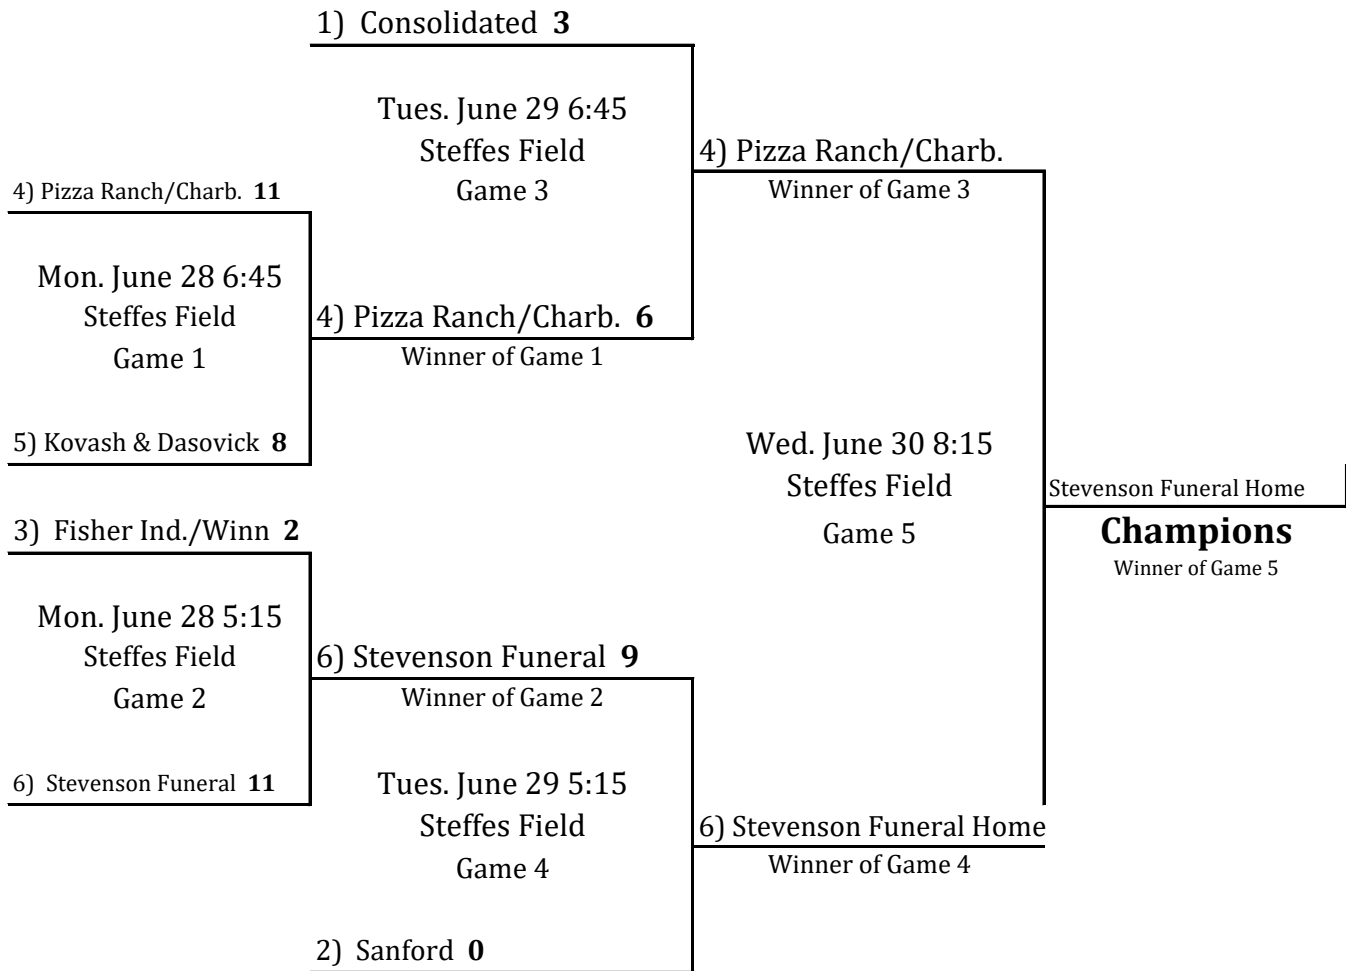 1) Consolidated 3
Tues. June 29 6:45
Steffes Field
Game 3
4) Pizza Ranch/Charb.
Winner of Game 3
4) Pizza Ranch/Charb. 11
Mon. June 28 6:45
Steffes Field
Game 1
4) Pizza Ranch/Charb. 6
Winner of Game 1
5) Kovash & Dasovick 8
Wed. June 30 8:15
Steffes Field
Game 5
Stevenson Funeral Home
Champions
Winner of Game 5
3) Fisher Ind./Winn 2
Mon. June 28 5:15
Steffes Field
Game 2
6) Stevenson Funeral 9
Winner of Game 2
6) Stevenson Funeral 11
Tues. June 29 5:15
Steffes Field
Game 4
6) Stevenson Funeral Home
Winner of Game 4
2) Sanford 0